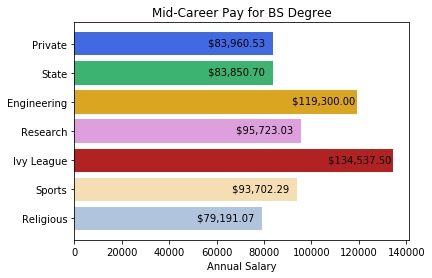 Mid-Career Pay for BS Degree
Private $83,960.53
State $83,850.70
Engineering $119,300.00
Research $95,723.03
Ivy League $134,537.50
Sports $93,702.29
Religious $79,191.07
0 20000 40000 60000 80000 100000 120000 140000
Annual Salary